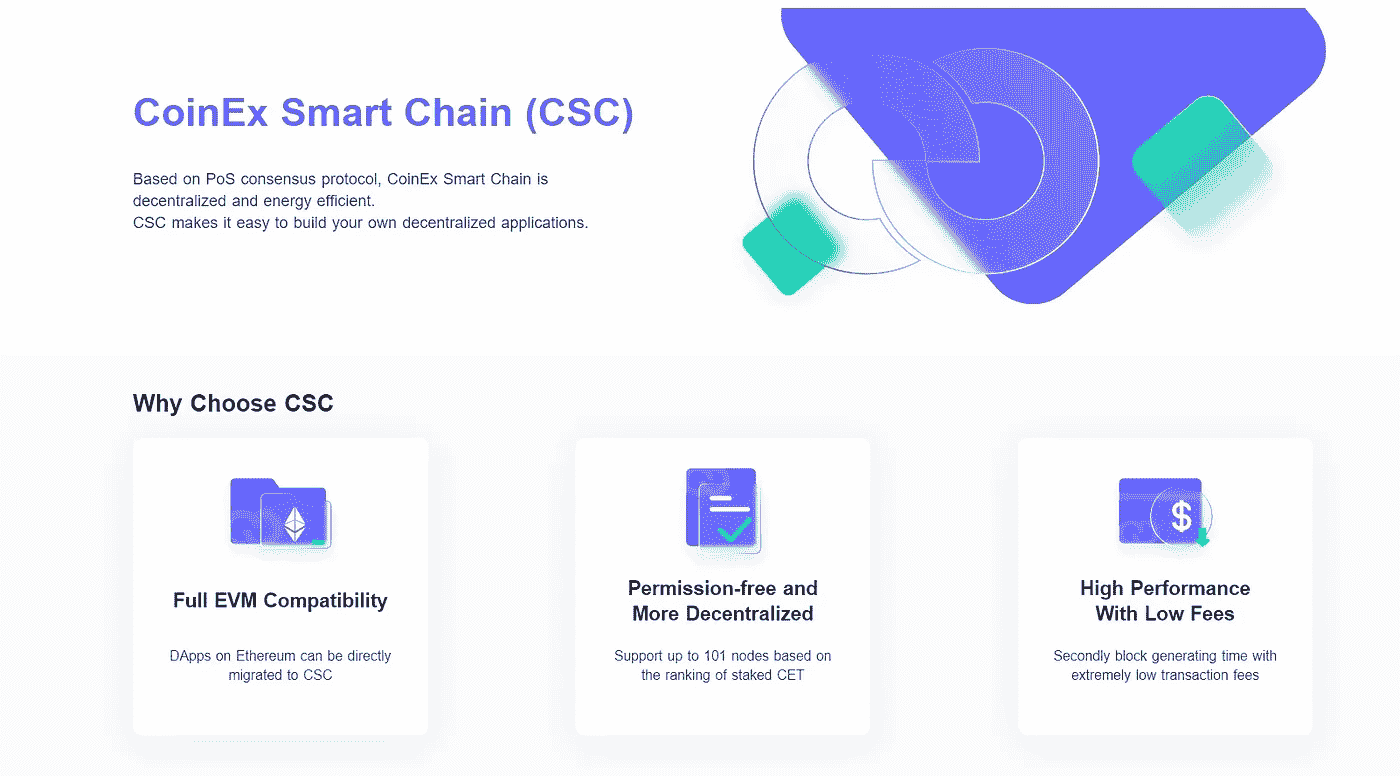 CoinEx Smart Chain (CSC)
Based on PoS consensus protocol, CoinEx Smart Chain is
decentralized and energy efficient.
CSC makes it easy to build your own decentralized applications.
Why Choose CSC
Full EVM Compatibility
DApps on Ethereum can be directly
migrated to CSC
Permission-free and
More Decentralized
Support up to 101 nodes based on
the ranking of staked CET
$
High Performance
With Low Fees
Secondly block generating time with
extremely low transaction fees